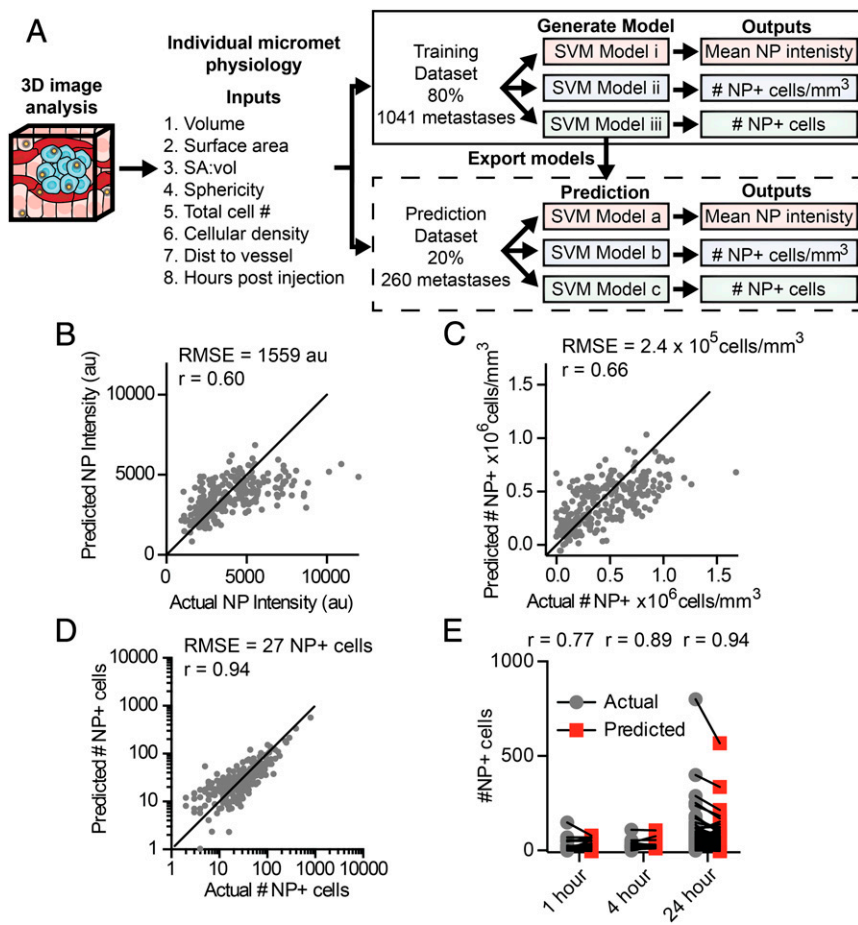 A
3D image
analysis
Individual micromet
physiology
Inputs
1. Volume
2. Surface area
3. SA:vol
4. Sphericity
5. Total cell #
6. Cellular density
7. Dist to vessel
8. Hours post injection
Training
Dataset
80%
1041 metastases
Generate Model
SVM Model i
SVM Model ii
SVM Model iii
Outputs
Mean NP intenisty
# NP+ cells/mm³
# NP+ cells
Export models
Prediction
Dataset
20%
260 metastases
Prediction
SVM Model a
SVM Model b
SVM Model c
Outputs
Mean NP intenisty
# NP+ cells/mm³
# NP+ cells
B
RMSE = 1559 au
r = 0.60
Predicted NP Intensity (au)
10000
5000
0
0 5000 10000
Actual NP Intensity (au)
C
RMSE = 2.4 x 10⁵cells/mm³
r = 0.66
Predicted # NP+ x10⁶cells/mm³
1.5
1.0
0.5
0.0
0.0 0.5 1.0 1.5
Actual # NP+ x10⁶cells/mm³
D
RMSE = 27 NP+ cells
r = 0.94
Predicted # NP+ cells
10000
1000
100
10
1
1 10 100 1000 10000
Actual # NP+ cells
E
r = 0.77 r = 0.89 r = 0.94
#NP+ cells
1000
500
0
Actual
Predicted
1 hour
4 hour
24 hour